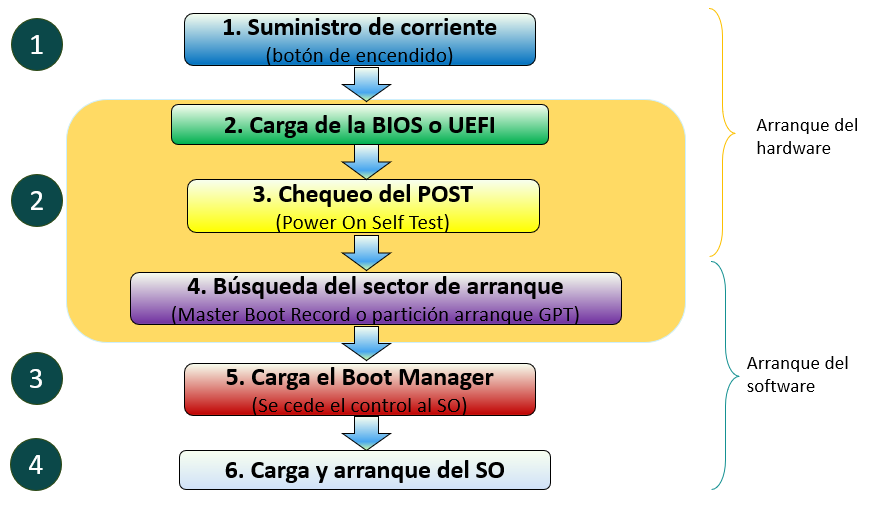 1
1. Suministro de corriente
(botón de encendido)
2. Carga de la BIOS o UEFI
Arranque del
hardware
2
3. Chequeo del POST
(Power On Self Test)
4. Búsqueda del sector de arranque
(Master Boot Record o partición arranque GPT)
3
5. Carga el Boot Manager
(Se cede el control al SO)
Arranque del
software
4
6. Carga y arranque del SO